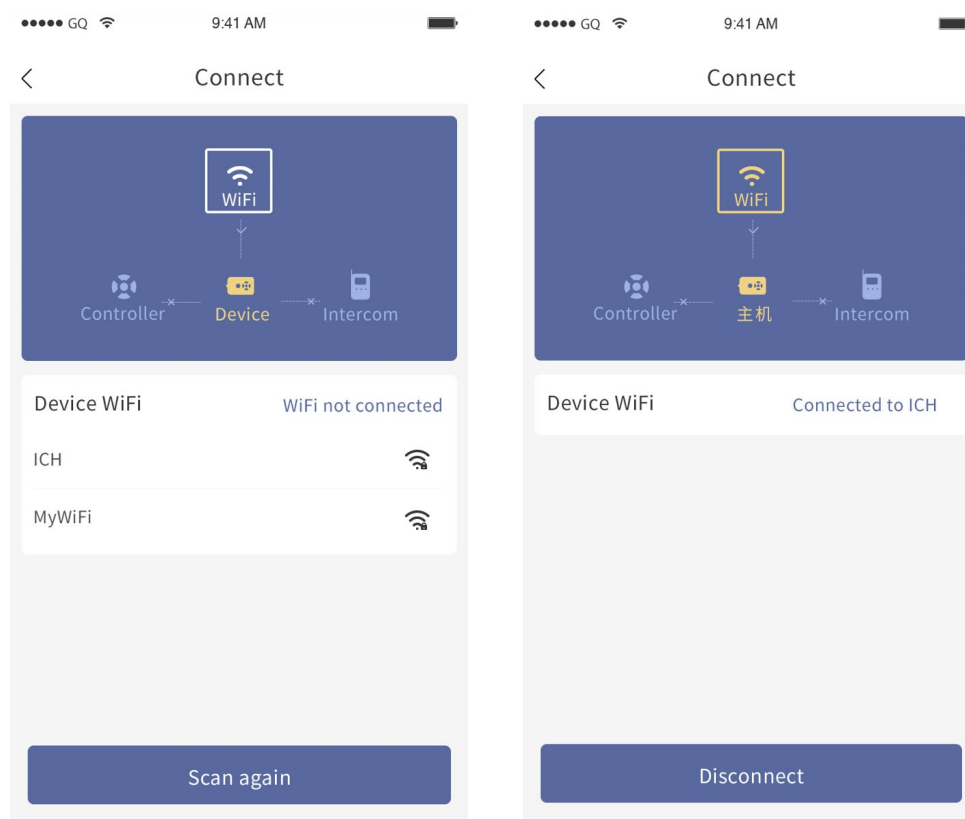 GQ 9:41 AM
Connect
WiFi
Controller Device Intercom
Device WiFi WiFi not connected
ICH
MyWiFi
Scan again
GQ 9:41 AM
Connect
WiFi
Controller 主机 Intercom
Device WiFi Connected to ICH
Disconnect